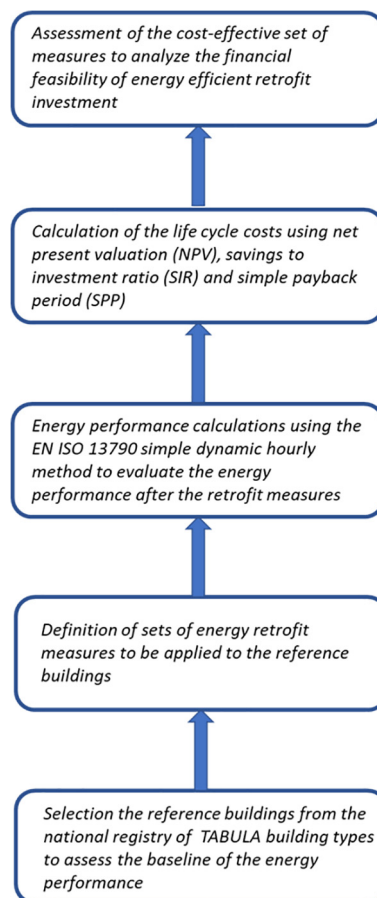 Assessment of the cost-effective set of
measures to analyze the financial
feasibility of energy efficient retrofit
investment
Calculation of the life cycle costs using net
present valuation (NPV), savings to
investment ratio (SIR) and simple payback
period (SPP)
Energy performance calculations using the
EN ISO 13790 simple dynamic hourly
method to evaluate the energy
performance after the retrofit measures
Definition of sets of energy retrofit
measures to be applied to the reference
buildings
Selection the reference buildings from the
national registry of TABULA building types
to assess the baseline of the energy
performance